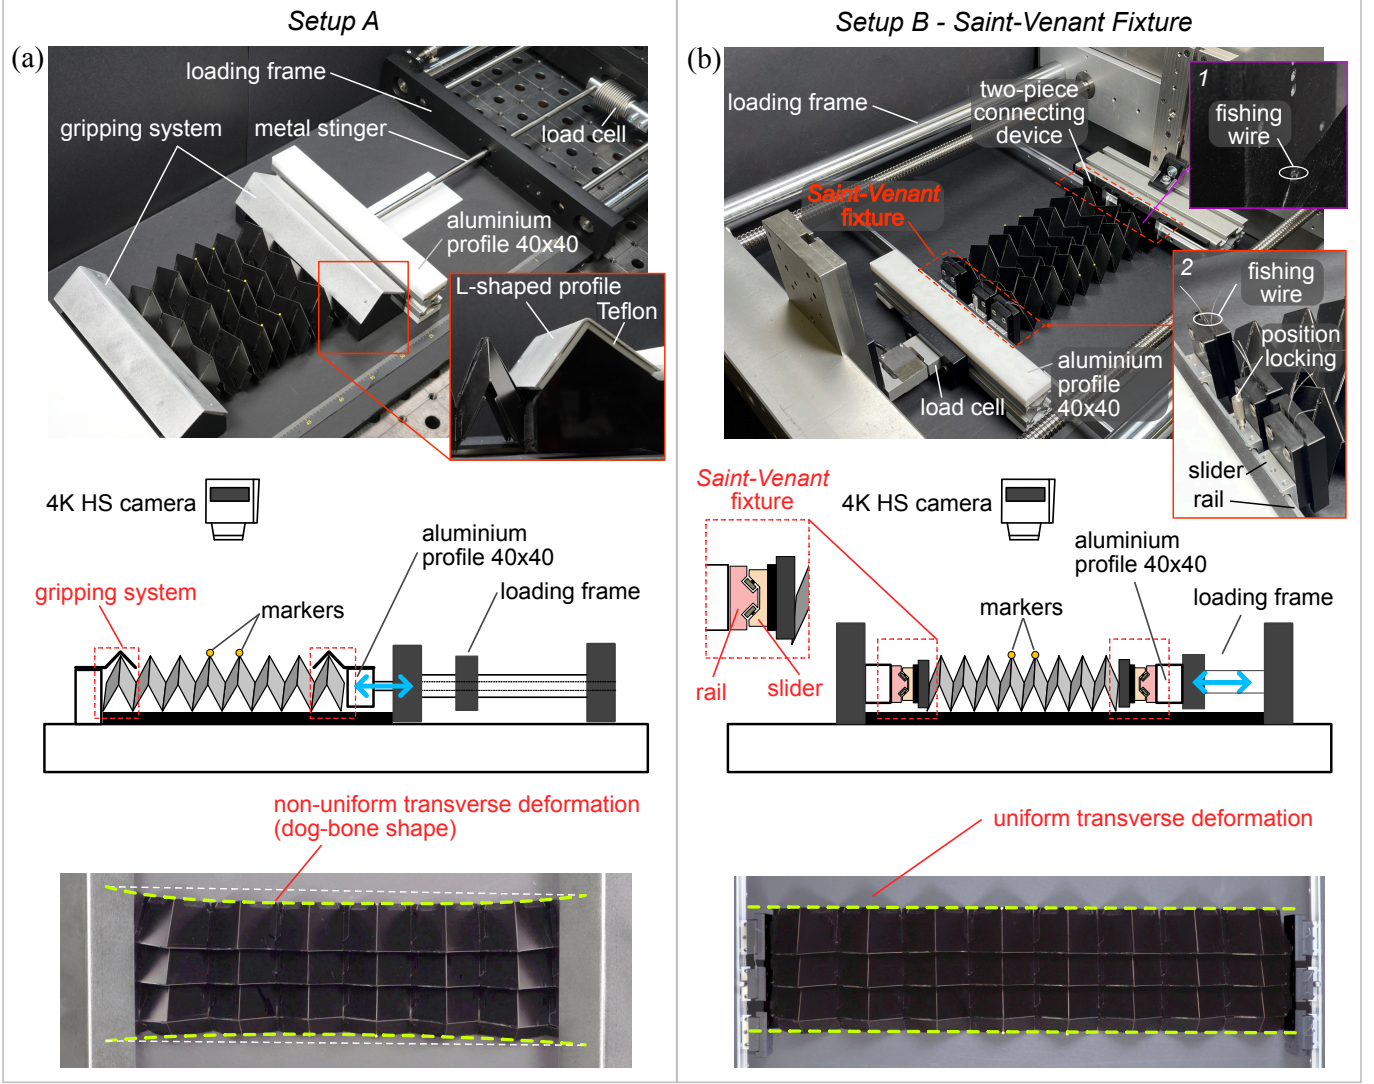 Setup A
(a)
loading frame
gripping system
metal stinger
load cell
aluminium
profile 40x40
L-shaped profile
Teflon
4K HS camera
aluminium
profile 40x40
gripping system
markers
loading frame
non-uniform transverse deformation
(dog-bone shape)
Setup B - Saint-Venant Fixture
(b)
loading frame
two-piece
connecting
device
1
fishing
wire
Saint-Venant
fixture
2
fishing
wire
position
locking
aluminium
profile
40x40
load cell
slider
rail
Saint-Venant
fixture
4K HS camera
aluminium
profile 40x40
markers
loading frame
rail
slider
uniform transverse deformation